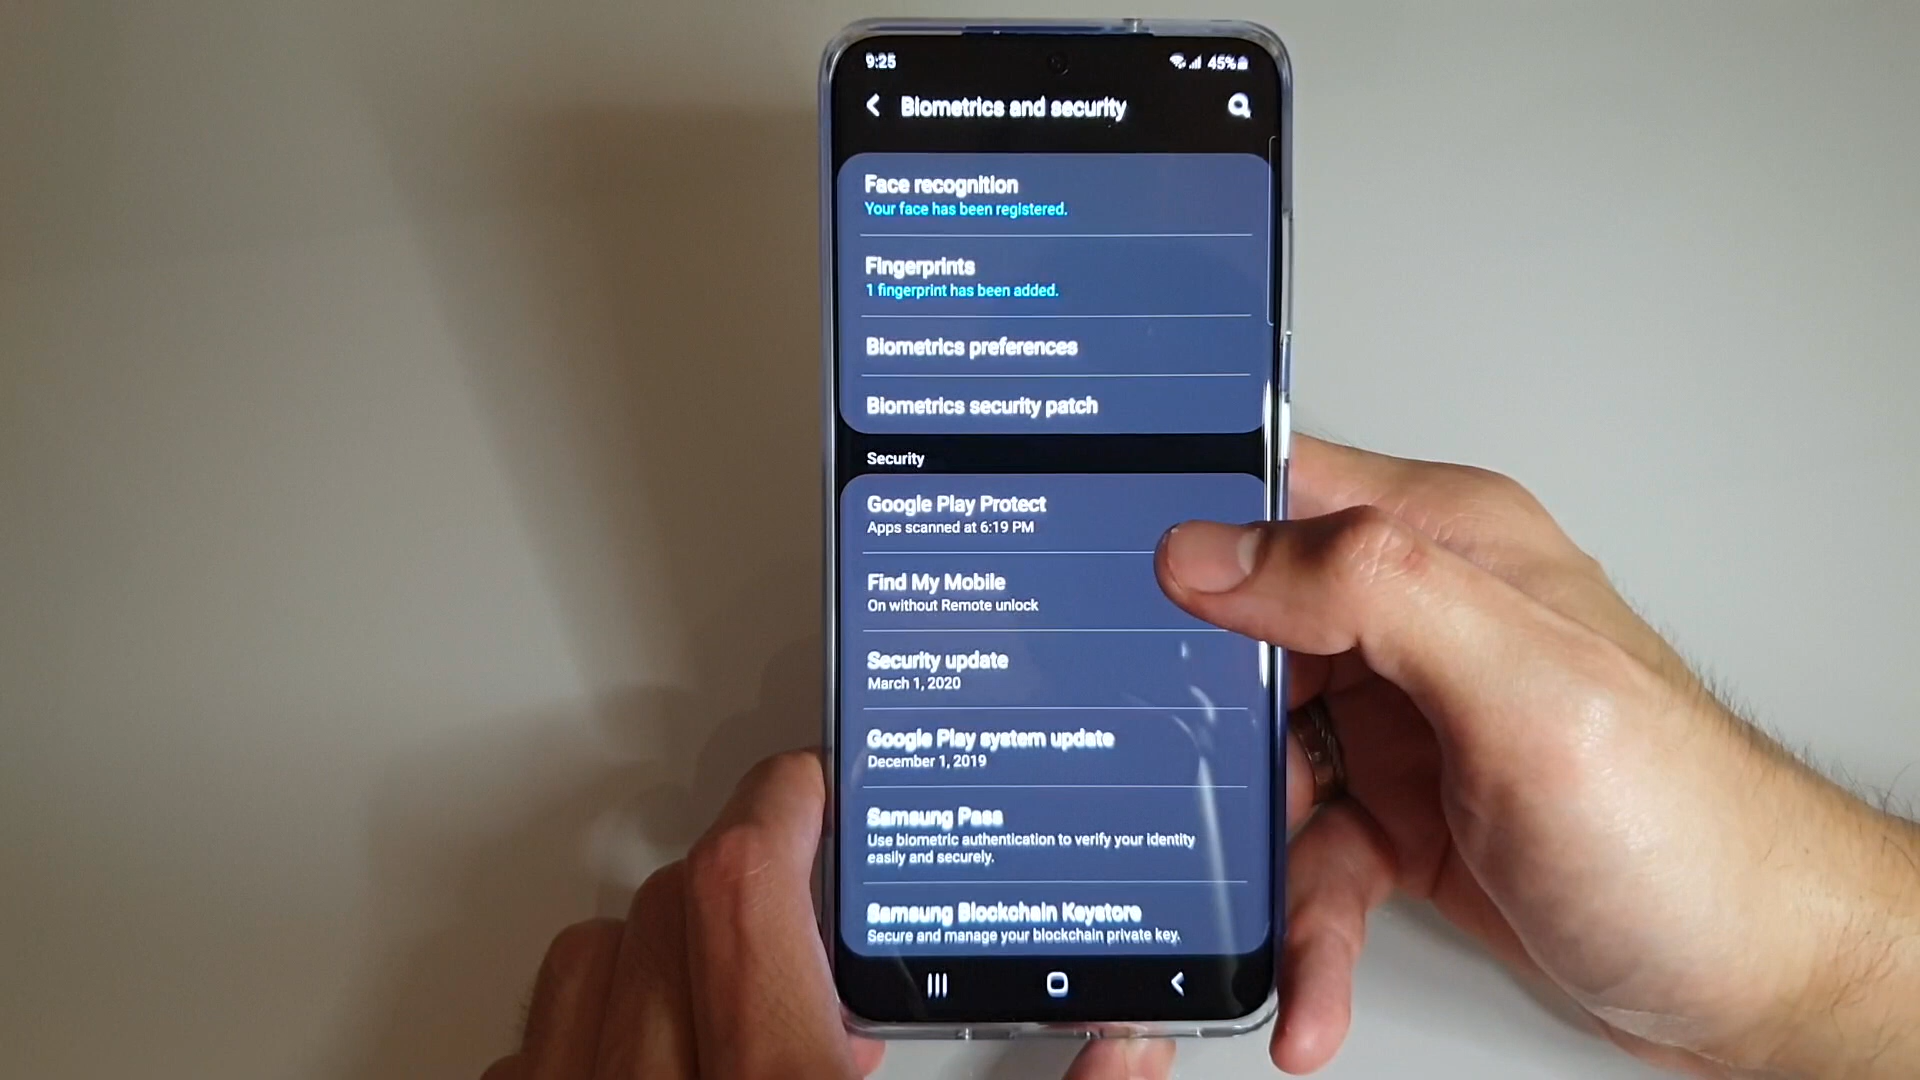 9:25
45%
Biometrics and security
Face recognition
Your face has been registered.
Fingerprints
1 fingerprint has been added.
Biometrics preferences
Biometrics security patch
Security
Google Play Protect
Apps scanned at 6:19 PM
Find My Mobile
On without Remote unlock
Security update
March 1, 2020
Google Play system update
December 1, 2019
Samsung Pass
Use biometric authentication to verify your identity
easily and securely.
Samsung Blockchain Keystore
Secure and manage your blockchain private key.